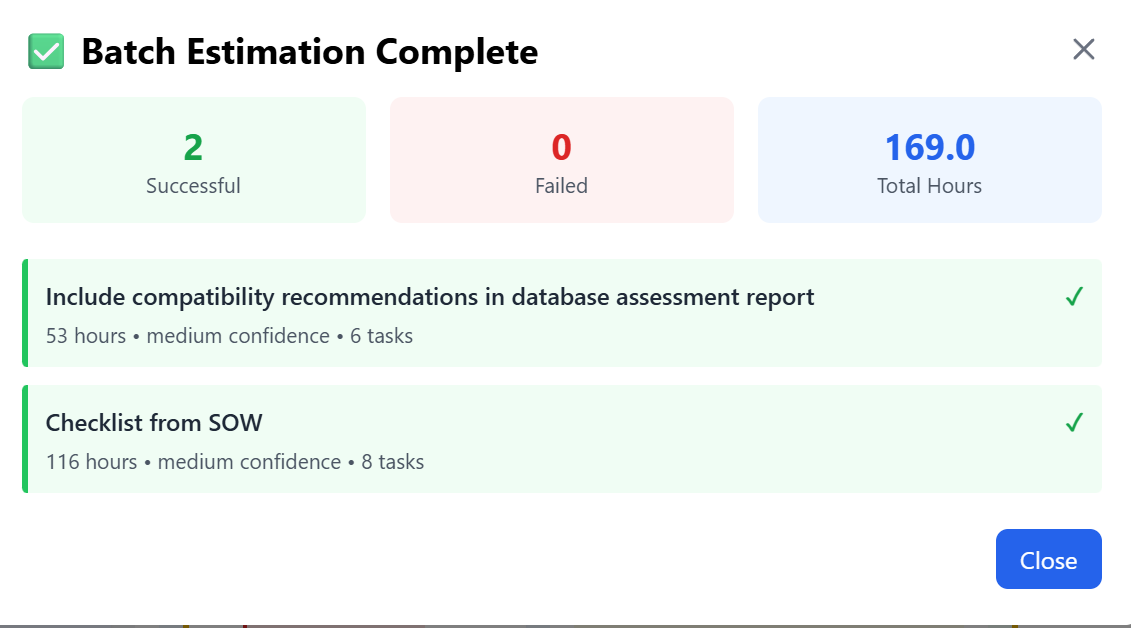 Batch Estimation Complete
2
Successful
0
Failed
169.0
Total Hours
Include compatibility recommendations in database assessment report
53 hours • medium confidence • 6 tasks
Checklist from SOW
116 hours • medium confidence • 8 tasks
Close